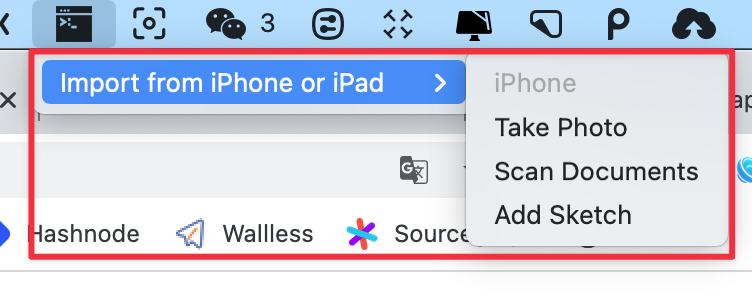 3
Import from iPhone or iPad
iPhone
Take Photo
Scan Documents
Add Sketch
Hashnode
Wallless
Source